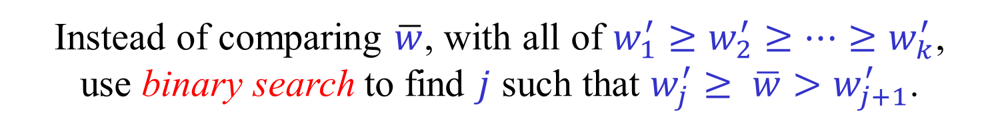 Instead of comparing w̅, with all of w′₁ ≥ w′₂ ≥ ⋯ ≥ w′ₖ,
use binary search to find j such that w′ⱼ ≥ w̅ > w′ⱼ₊₁.